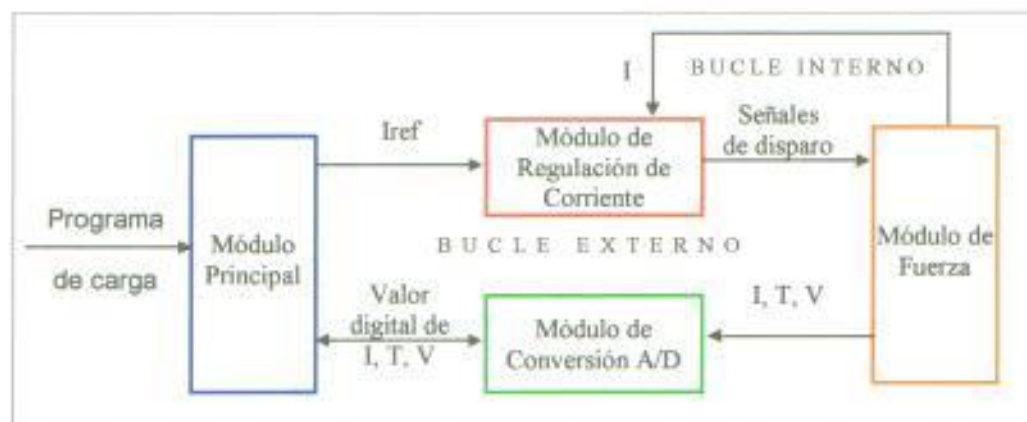 I
BUCLE INTERNO
Iref
Módulo de
Regulación de
Corriente
Señales
de disparo
Programa
de carga
Módulo
Principal
BUCLE EXTERNO
Módulo de
Fuerza
Valor
digital de
I, T, V
Módulo de
Conversión A/D
I, T, V